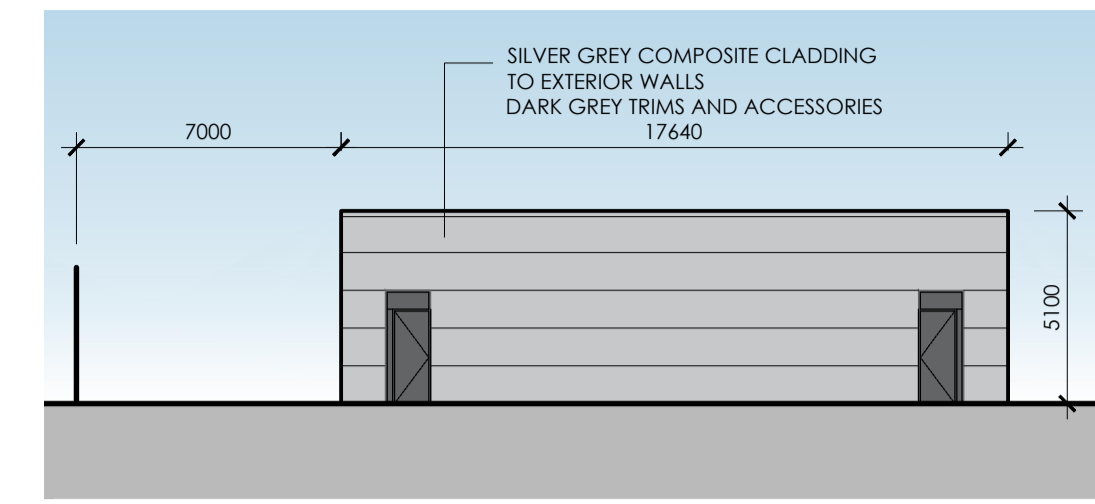 SILVER GREY COMPOSITE CLADDING
TO EXTERIOR WALLS
DARK GREY TRIMS AND ACCESSORIES
7000
17640
5100